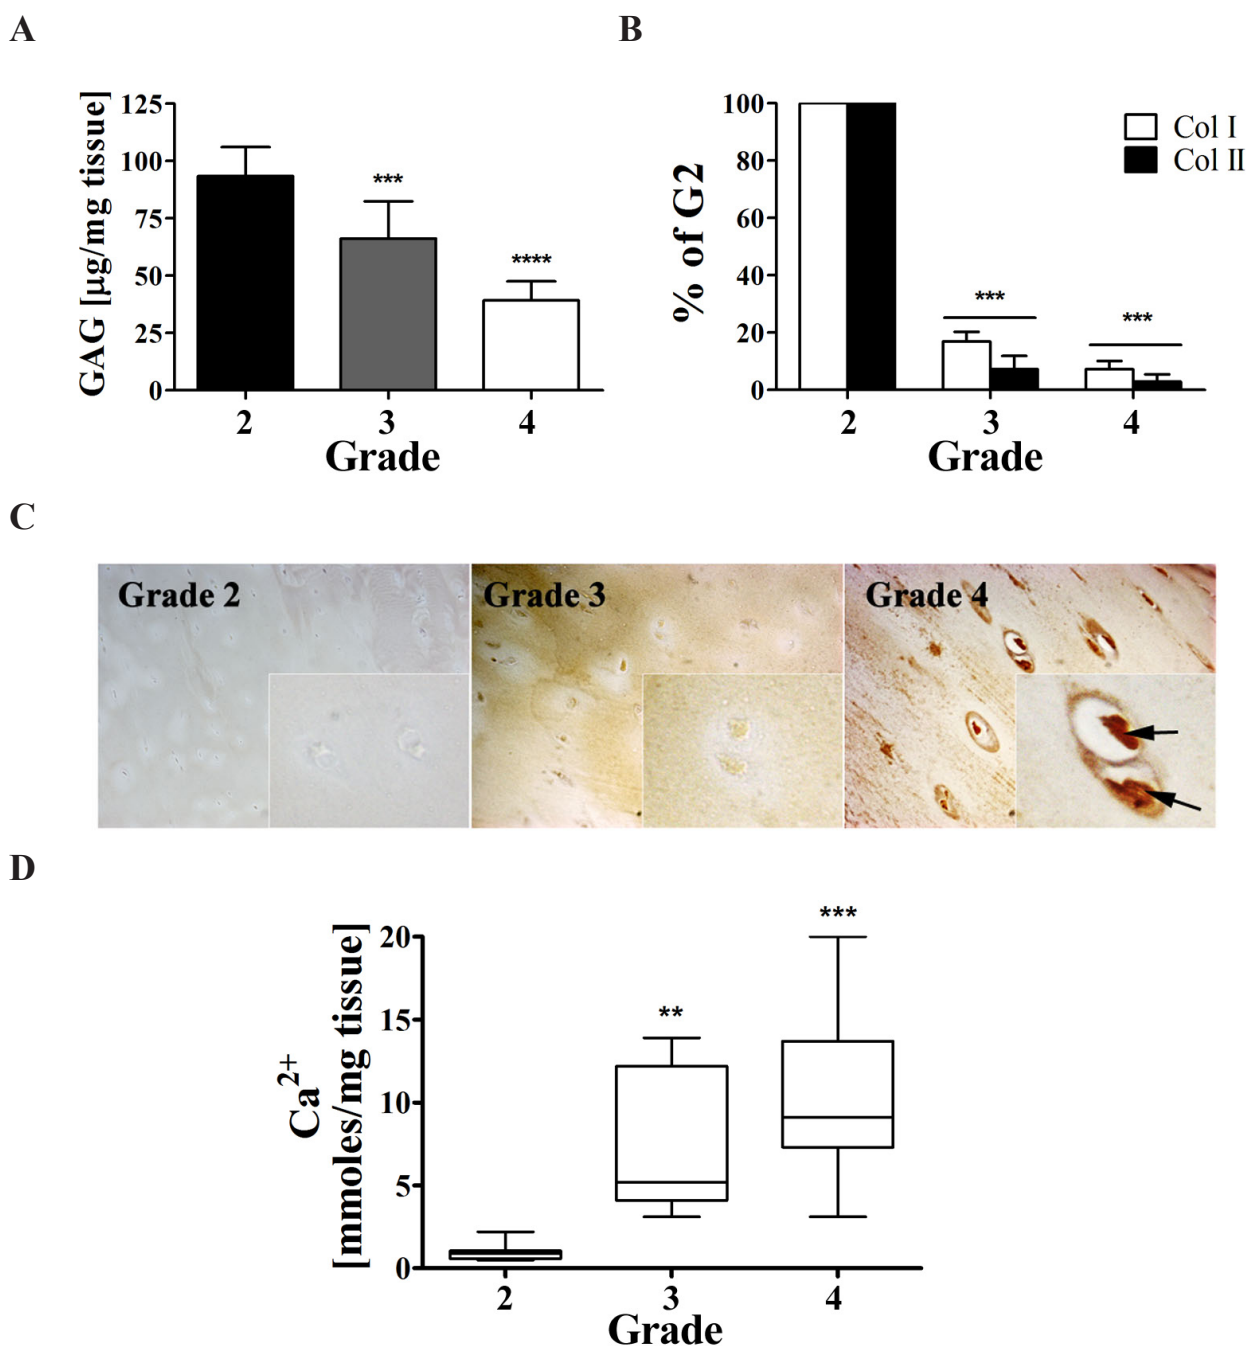 A
GAG [µg/mg tissue]
125
100
75
50
25
0
***
****
2 3 4
Grade
B
% of G2
100
80
60
40
20
0
Col I
Col II
***
***
2 3 4
Grade
C
Grade 2
Grade 3
Grade 4
D
Ca2+
[mmoles/mg tissue]
20
15
10
5
0
**
***
2 3 4
Grade